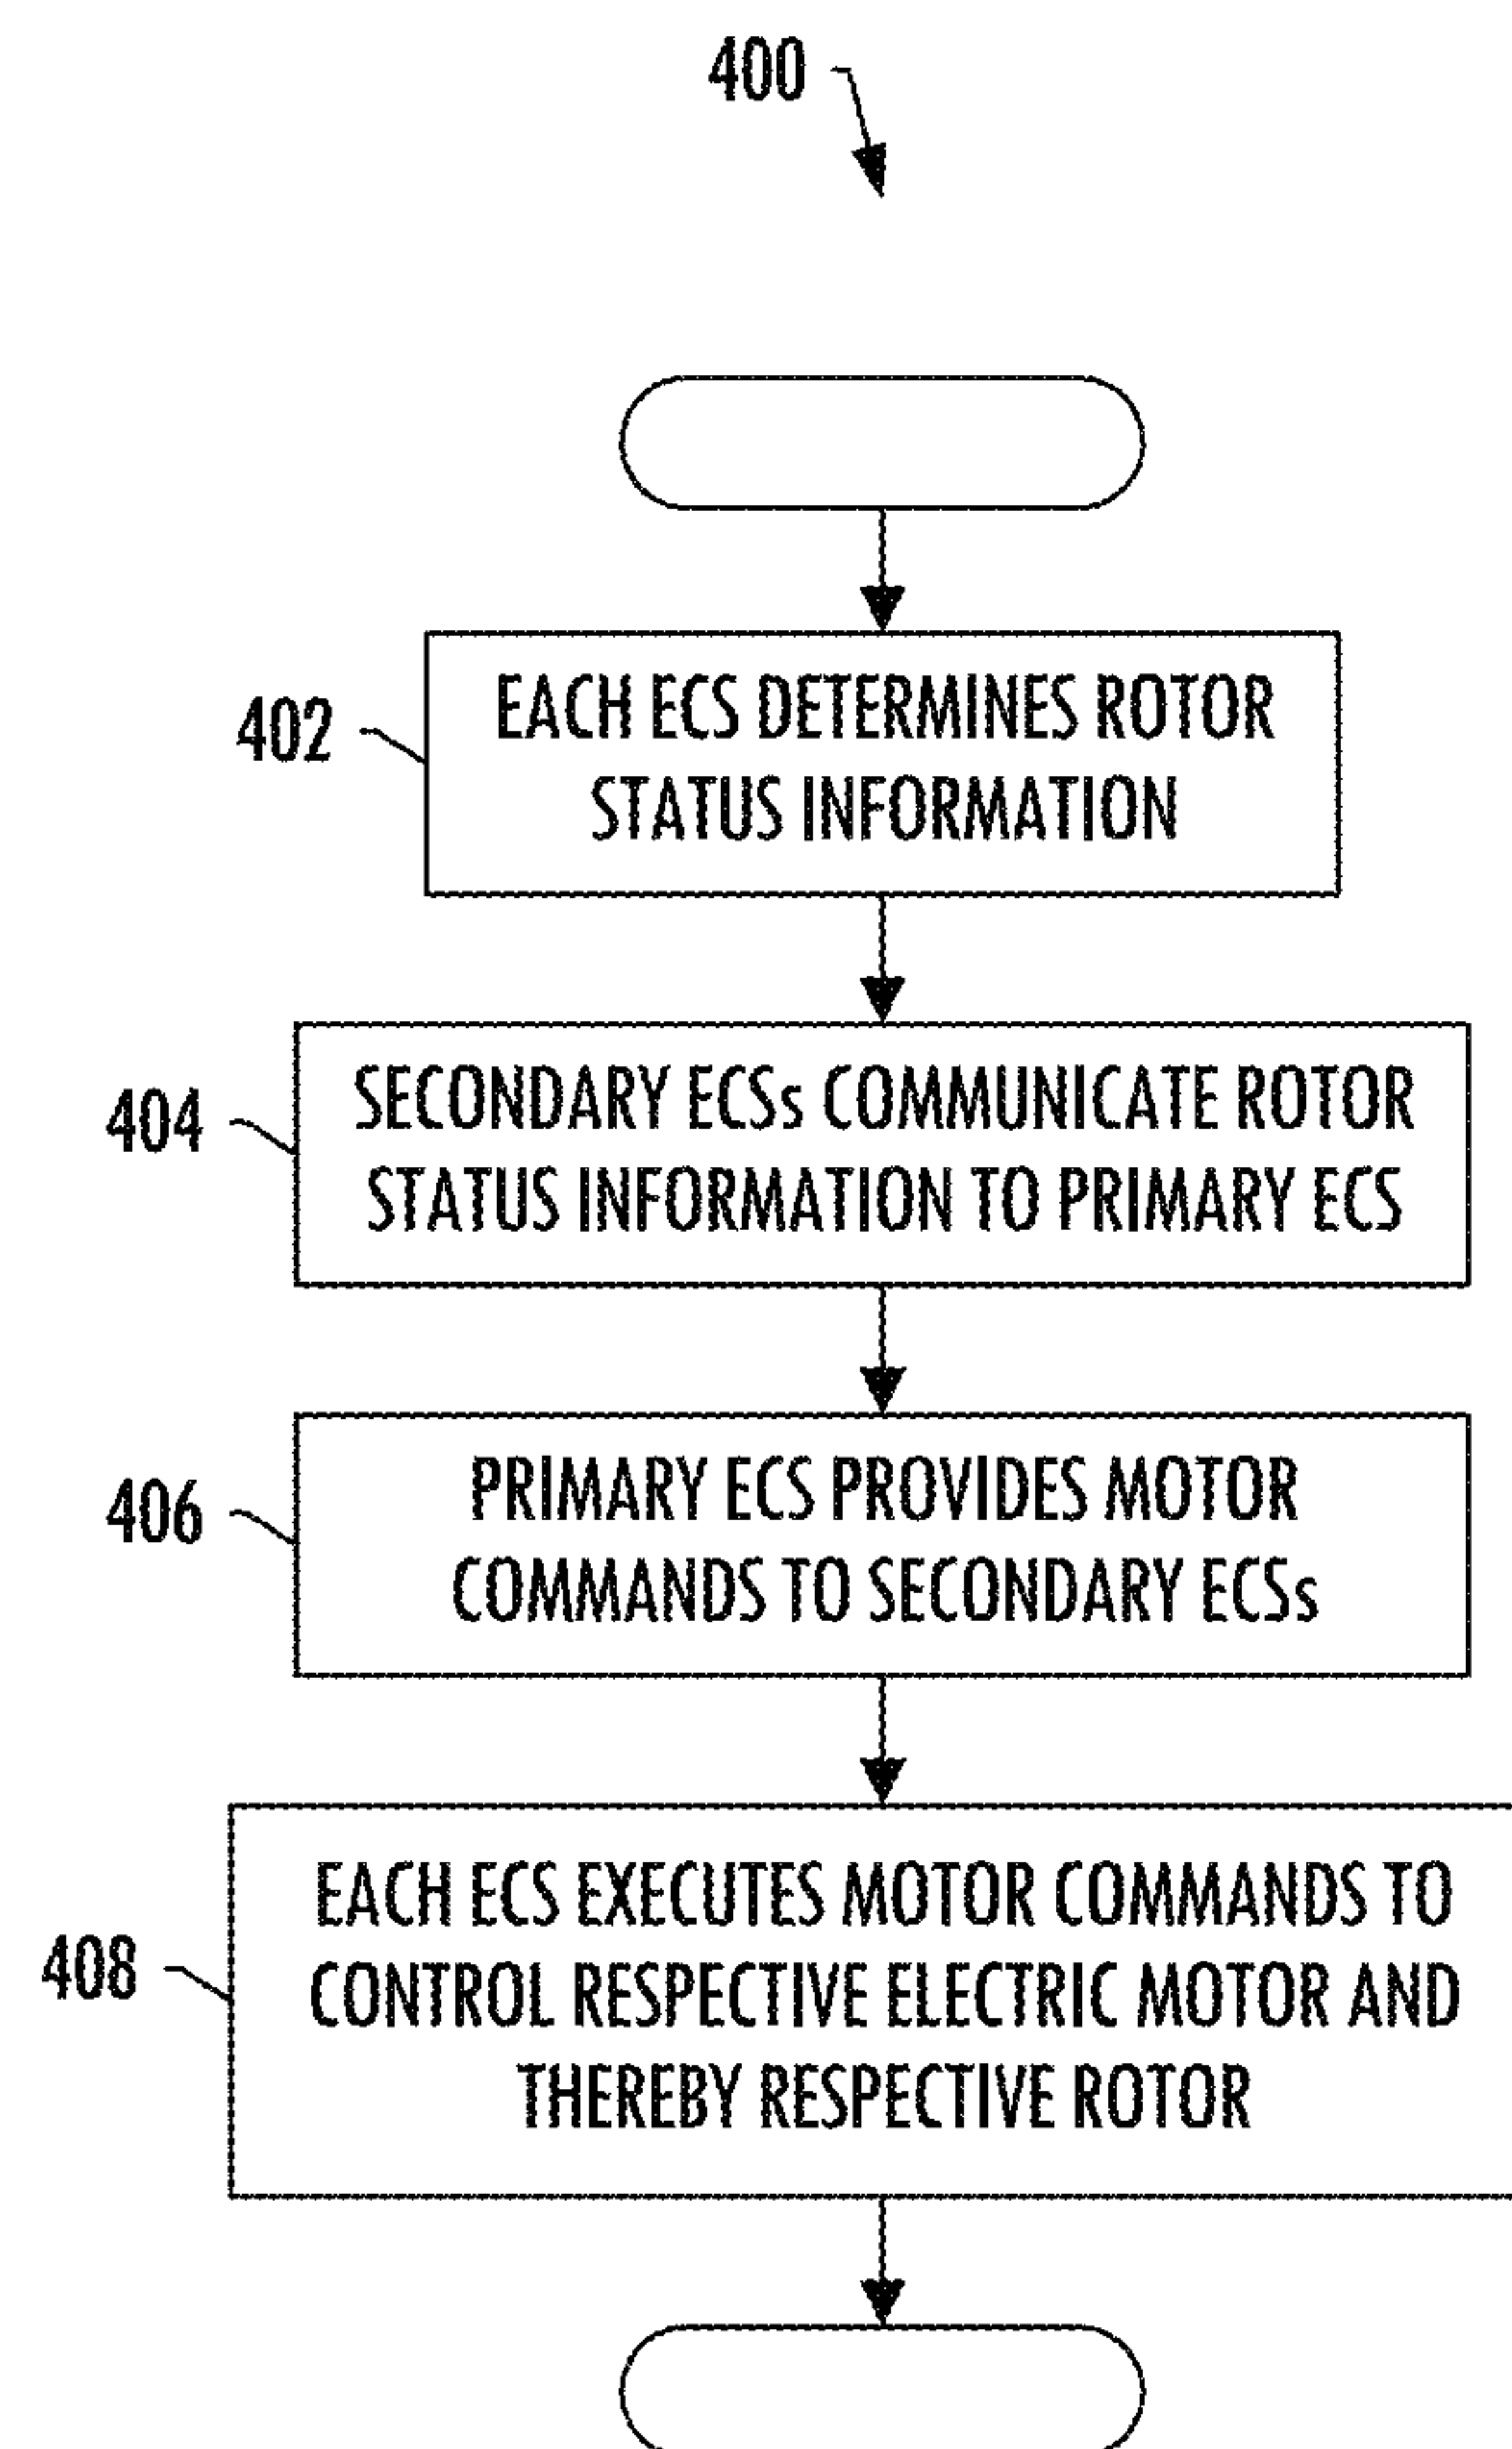 400
402
EACH ECS DETERMINES ROTOR
STATUS INFORMATION
404
SECONDARY ECSs COMMUNICATE ROTOR
STATUS INFORMATION TO PRIMARY ECS
406
PRIMARY ECS PROVIDES MOTOR
COMMANDS TO SECONDARY ECSs
408
EACH ECS EXECUTES MOTOR COMMANDS TO
CONTROL RESPECTIVE ELECTRIC MOTOR AND
THEREBY RESPECTIVE ROTOR